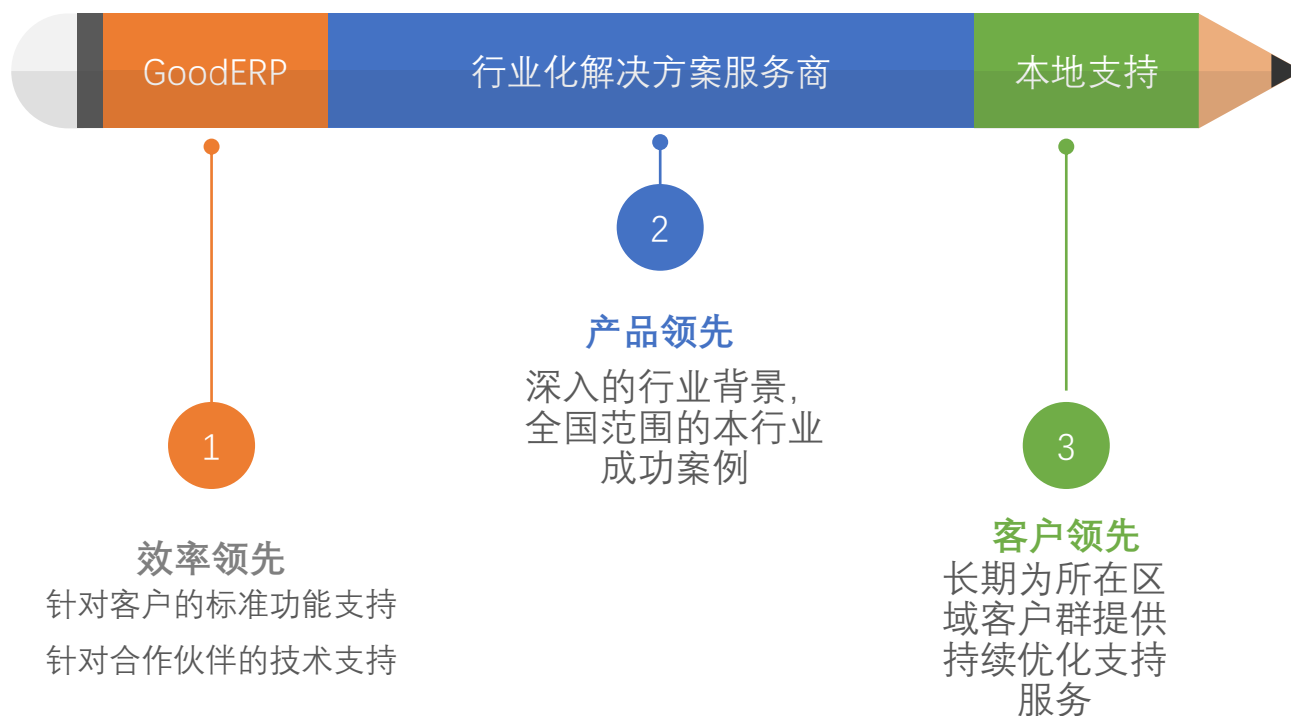 GoodERP
行业化解决方案服务商
本地支持
1
效率领先
针对客户的标准功能支持
针对合作伙伴的技术支持
2
产品领先
深入的行业背景,
全国范围的本行业
成功案例
3
客户领先
长期为所在区
域客户群提供
持续优化支持
服务